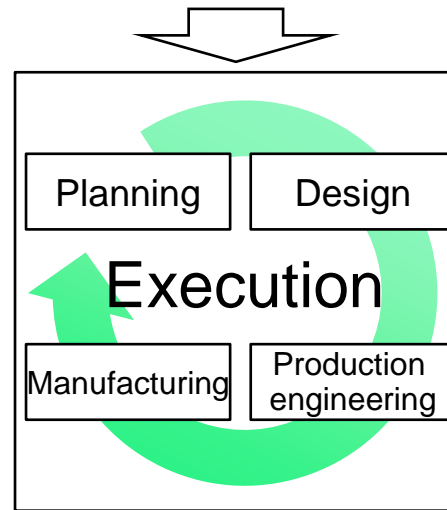 Planning
Design
Execution
Manufacturing
Production
engineering